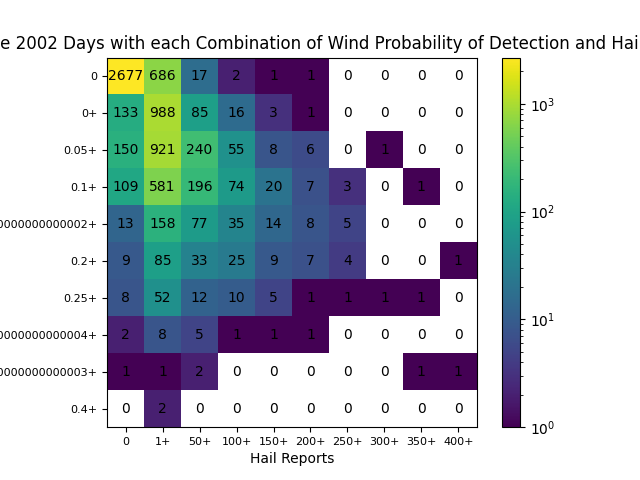 e 2002 Days with each Combination of Wind Probability of Detection and Hai
0 2677 686 17 2 1 1 0 0 0 0
0+ 133 988 85 16 3 1 0 0 0 0
0.05+ 150 921 240 55 8 6 0 1 0 0
0.1+ 109 581 196 74 20 7 3 0 1 0
0000000000002+ 13 158 77 35 14 8 5 0 0 0
0.2+ 9 85 33 25 9 7 4 0 0 1
0.25+ 8 52 12 10 5 1 1 1 1 0
0000000000004+ 2 8 5 1 1 1 0 0 0 0
0000000000003+ 1 1 2 0 0 0 0 0 1 1
0.4+ 0 2 0 0 0 0 0 0 0 0
0 1+ 50+ 100+ 150+ 200+ 250+ 300+ 350+ 400+
Hail Reports
10³
10²
10¹
10⁰